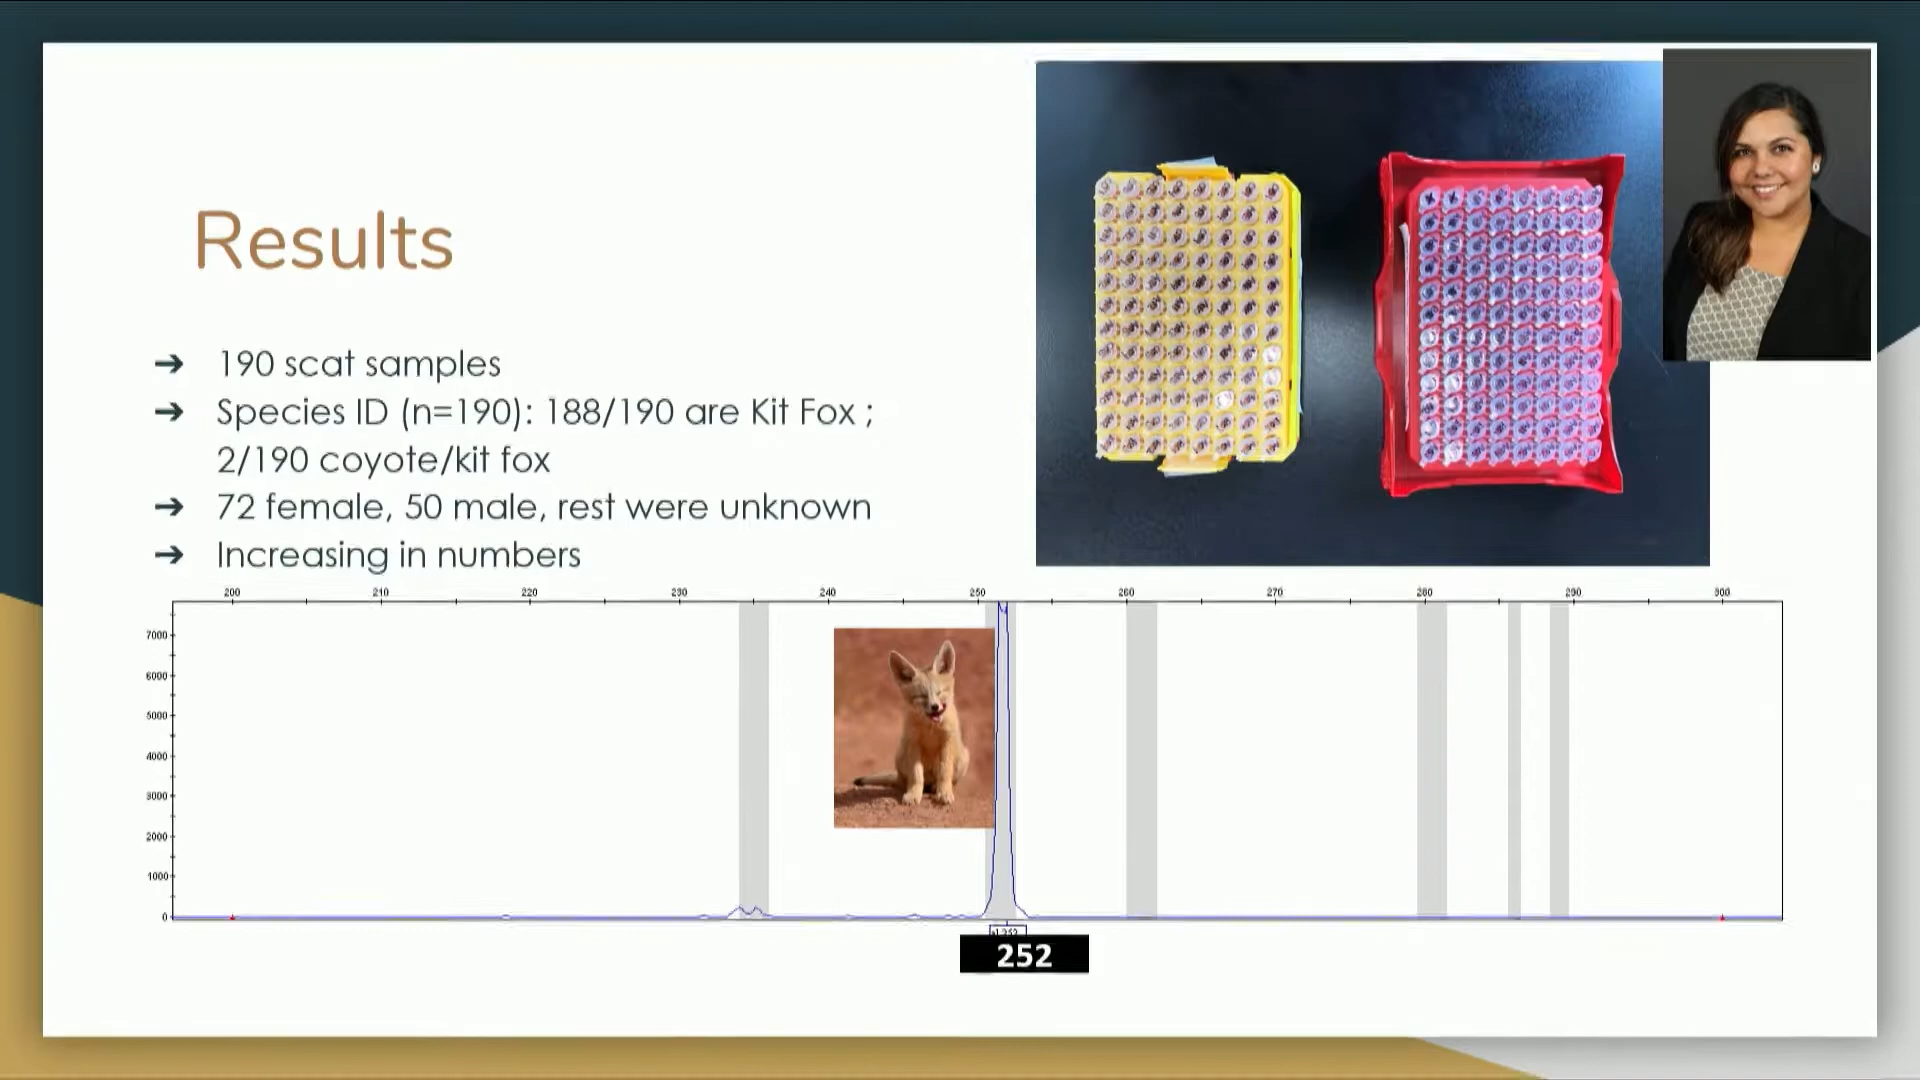 Results
➔ 190 scat samples
➔ Species ID (n=190): 188/190 are Kit Fox ;
2/190 coyote/kit fox
➔ 72 female, 50 male, rest were unknown
➔ Increasing in numbers
200 210 220 230 240 250 260 270 280 290 300
7000
6000
5000
4000
3000
2000
1000
0
252